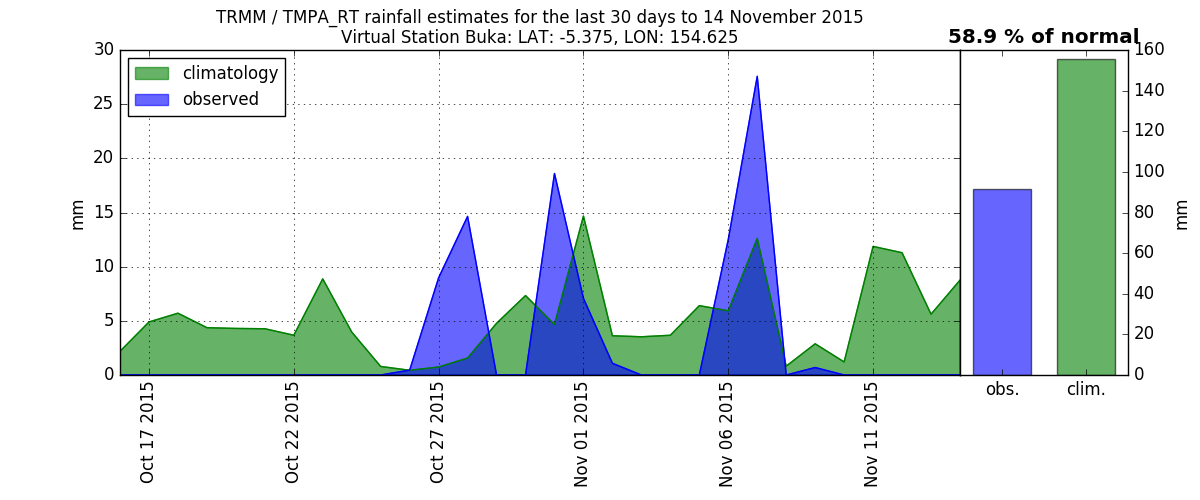 TRMM / TMPA_RT rainfall estimates for the last 30 days to 14 November 2015
Virtual Station Buka: LAT: -5.375, LON: 154.625
58.9 % of normal
climatology
observed
30
25
20
15
10
5
0
mm
Oct 17 2015
Oct 22 2015
Oct 27 2015
Nov 01 2015
Nov 06 2015
Nov 11 2015
160
140
120
100
80
60
40
20
0
mm
obs.
clim.